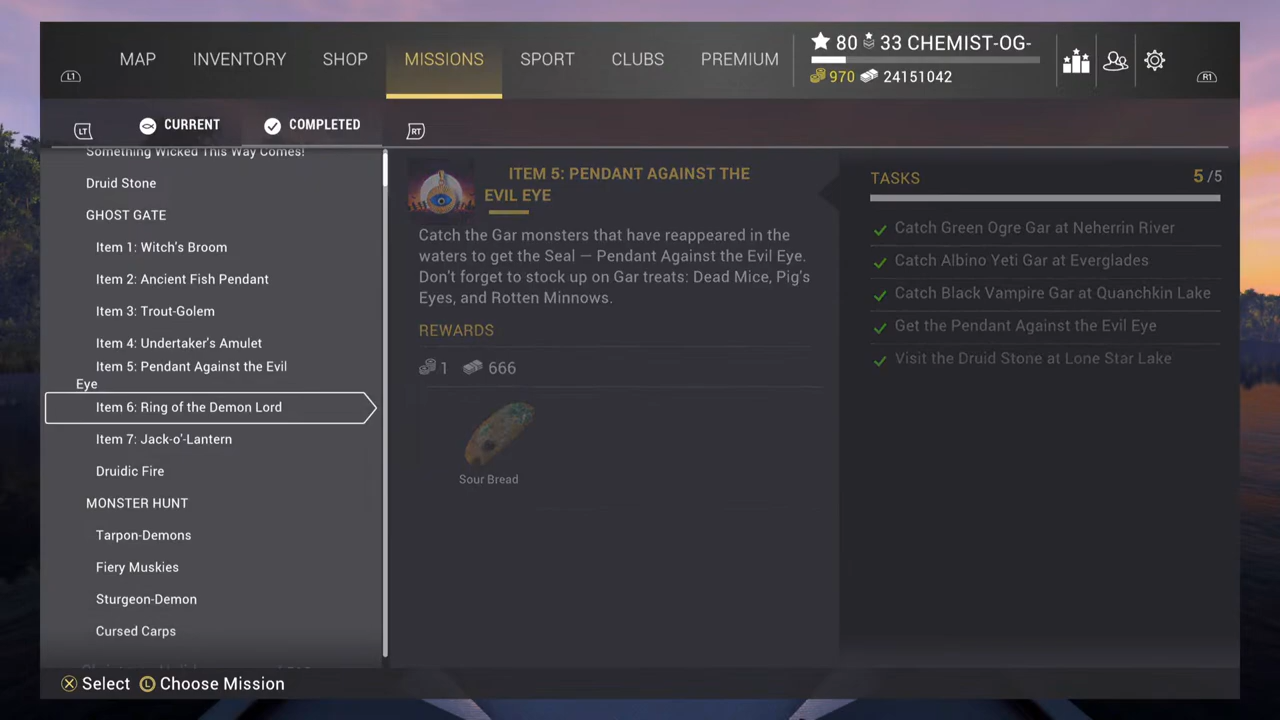 MAP
INVENTORY
SHOP
MISSIONS
SPORT
CLUBS
PREMIUM
80 33 CHEMIST-OG-
970 24151042
L1
R1
LT
CURRENT
COMPLETED
RT
Something Wicked This Way Comes!
Druid Stone
GHOST GATE
Item 1: Witch's Broom
Item 2: Ancient Fish Pendant
Item 3: Trout-Golem
Item 4: Undertaker's Amulet
Item 5: Pendant Against the Evil
Eye
Item 6: Ring of the Demon Lord
Item 7: Jack-o'-Lantern
Druidic Fire
MONSTER HUNT
Tarpon-Demons
Fiery Muskies
Sturgeon-Demon
Cursed Carps
ITEM 5: PENDANT AGAINST THE
EVIL EYE
Catch the Gar monsters that have reappeared in the
waters to get the Seal — Pendant Against the Evil Eye.
Don't forget to stock up on Gar treats: Dead Mice, Pig's
Eyes, and Rotten Minnows.
REWARDS
1 666
Sour Bread
TASKS
5 /5
Catch Green Ogre Gar at Neherrin River
Catch Albino Yeti Gar at Everglades
Catch Black Vampire Gar at Quanchkin Lake
Get the Pendant Against the Evil Eye
Visit the Druid Stone at Lone Star Lake
Select L Choose Mission